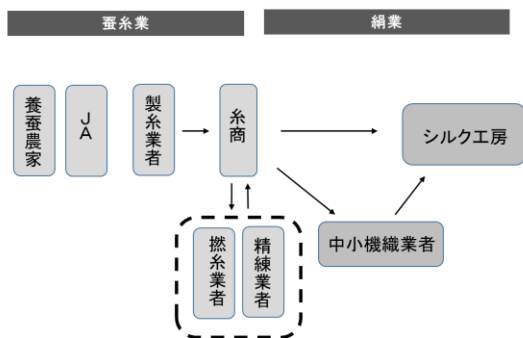 蚕糸業
絹業
養蚕農家
JA
製糸業者
糸商
シルク工房
撚糸業者
精練業者
中小機織業者